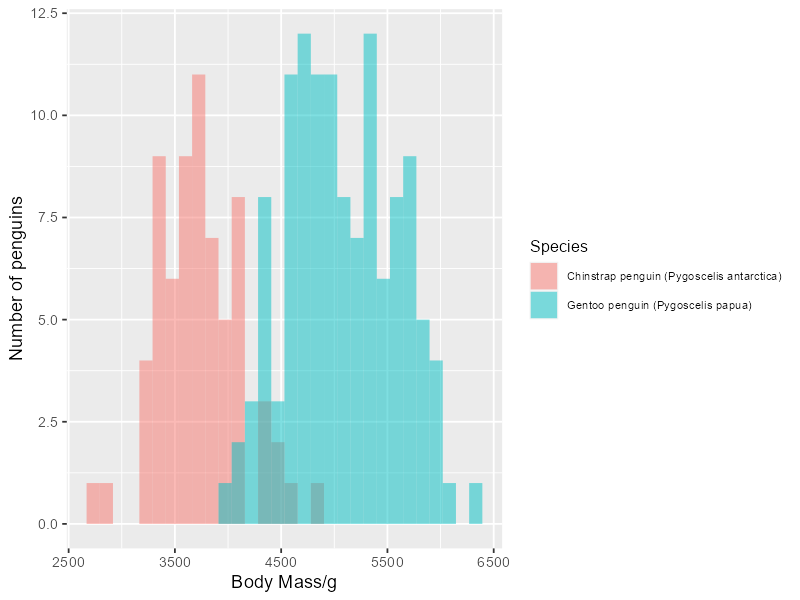 12.5
10.0
7.5
5.0
2.5
0.0
Number of penguins
2500 3500 4500 5500 6500
Body Mass/g
Species
Chinstrap penguin (Pygoscelis antarctica)
Gentoo penguin (Pygoscelis papua)